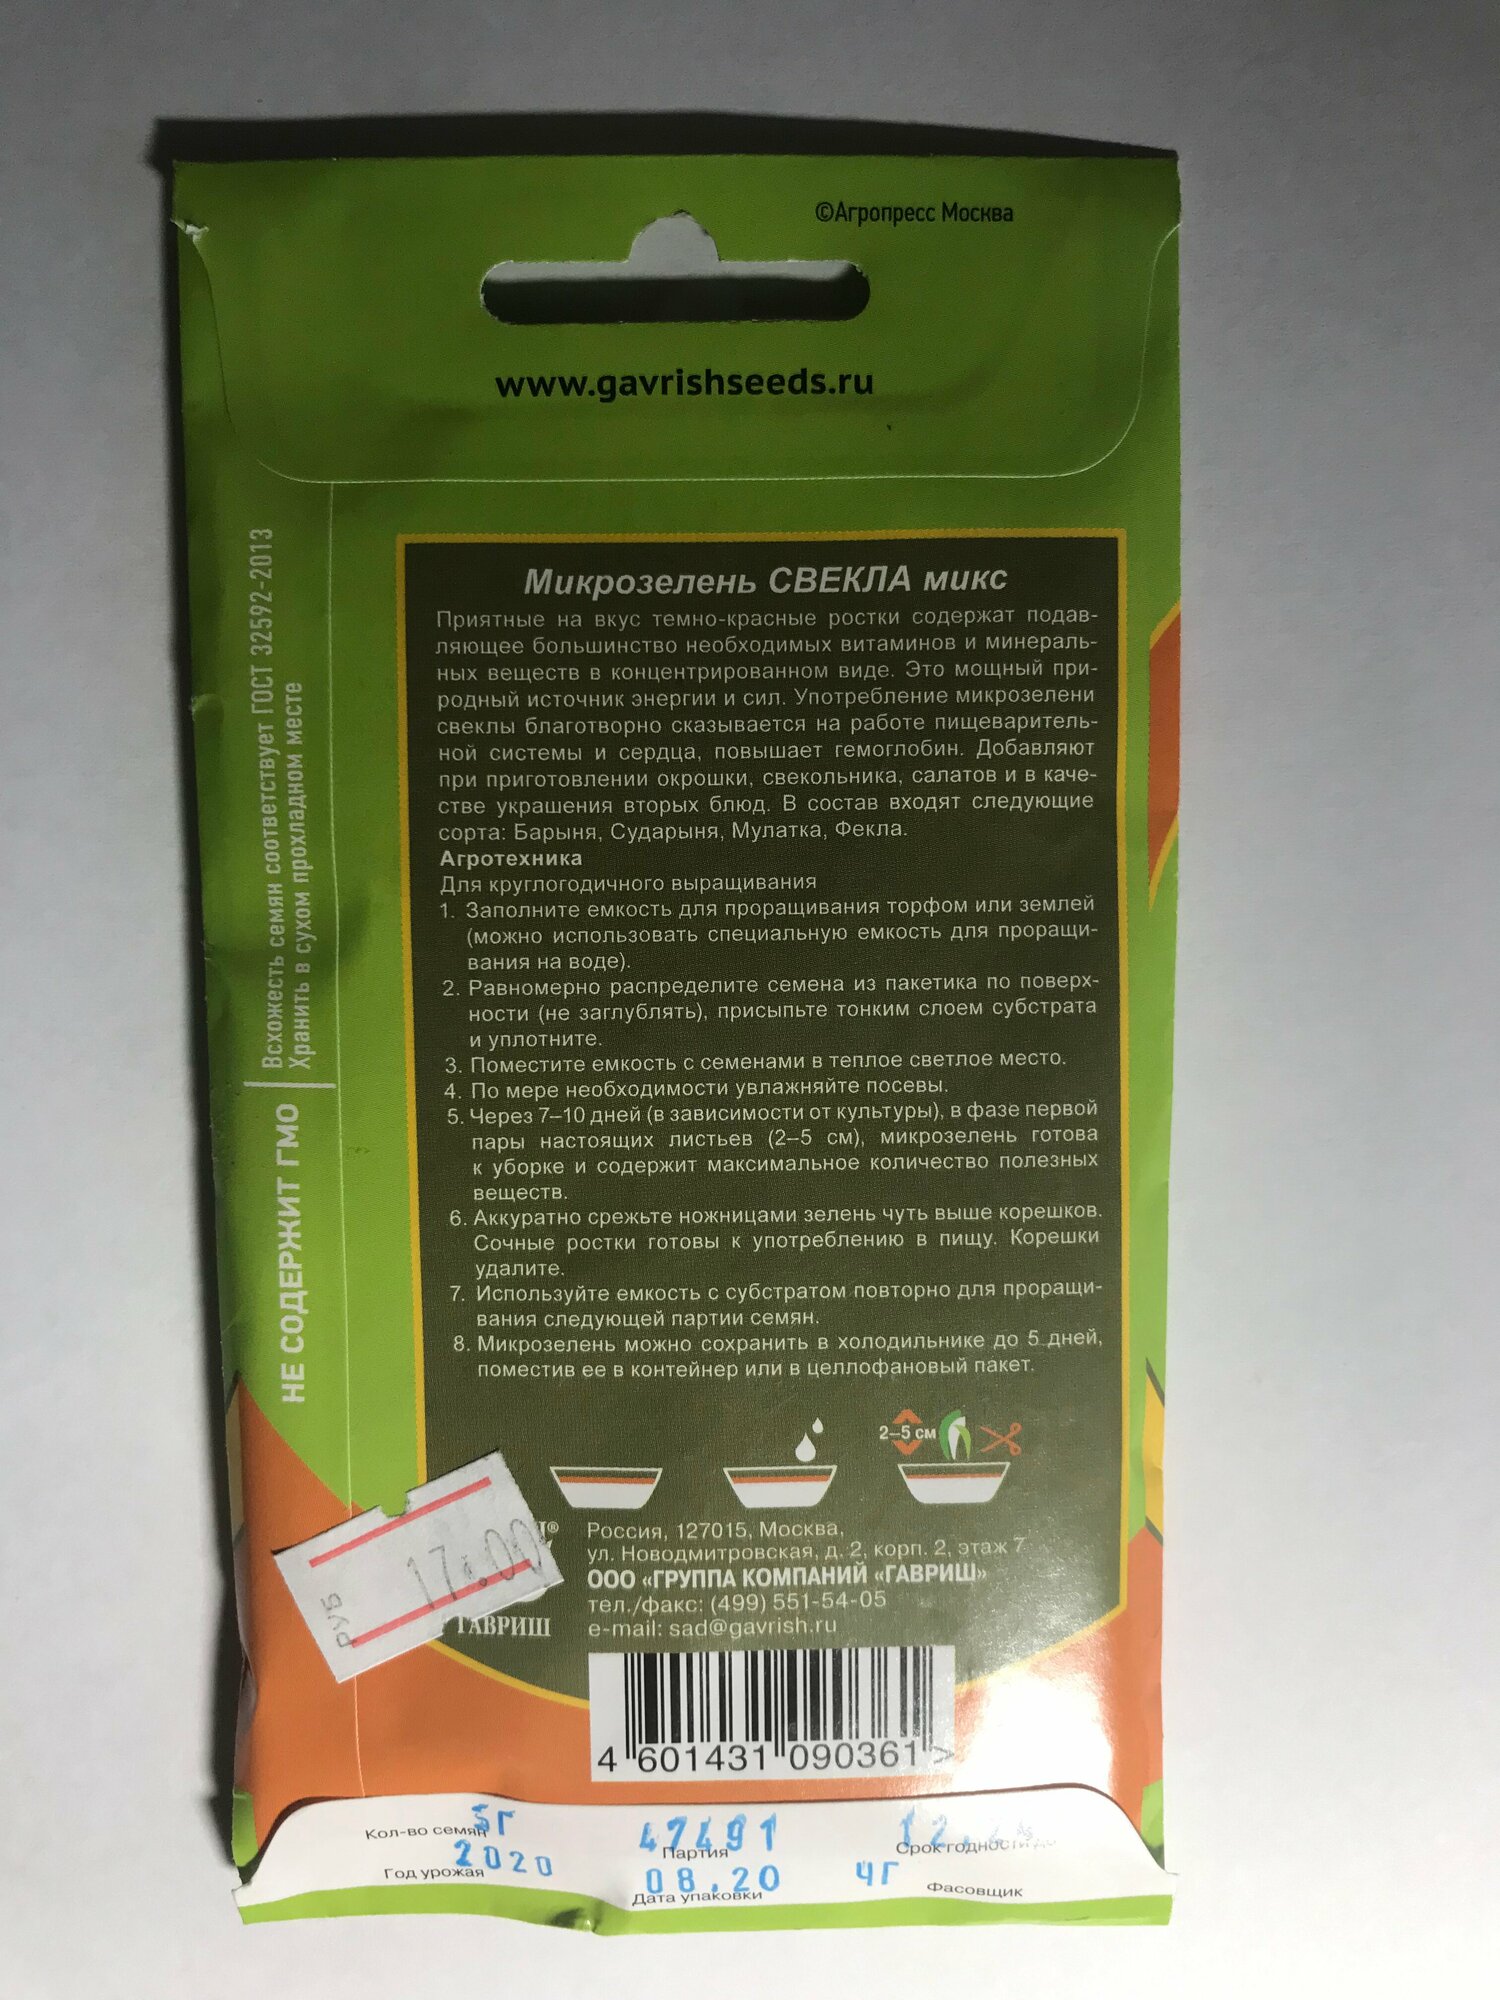 ©Агропресс Москва
www.gavrishseeds.ru
Всхожесть семян соответствует ГОСТ 32592-2013
Хранить в сухом прохладном месте
НЕ СОДЕРЖИТ ГМО
Микрозелень СВЕКЛА микс
Приятные на вкус темно-красные ростки содержат подав-
ляющее большинство необходимых витаминов и минераль-
ных веществ в концентрированном виде. Это мощный при-
родный источник энергии и сил. Употребление микрозелени
свеклы благотворно сказывается на работе пищеваритель-
ной системы и сердца, повышает гемоглобин. Добавляют
при приготовлении окрошки, свекольника, салатов и в каче-
стве украшения вторых блюд. В состав входят следующие
сорта: Барыня, Сударыня, Мулатка, Фекла.
Агротехника
Для круглогодичного выращивания
1. Заполните емкость для проращивания торфом или землей
(можно использовать специальную емкость для проращи-
вания на воде).
2. Равномерно распределите семена из пакетика по поверх-
ности (не заглублять), присыпьте тонким слоем субстрата
и уплотните.
3. Поместите емкость с семенами в теплое светлое место.
4. По мере необходимости увлажняйте посевы.
5. Через 7–10 дней (в зависимости от культуры), в фазе первой
пары настоящих листьев (2–5 см), микрозелень готова
к уборке и содержит максимальное количество полезных
веществ.
6. Аккуратно срежьте ножницами зелень чуть выше корешков.
Сочные ростки готовы к употреблению в пищу. Корешки
удалите.
7. Используйте емкость с субстратом повторно для проращи-
вания следующей партии семян.
8. Микрозелень можно сохранить в холодильнике до 5 дней,
поместив ее в контейнер или в целлофановый пакет.
2–5 см
РУБ 17.00
ГАВРИШ
Россия, 127015, Москва,
ул. Новодмитровская, д. 2, корп. 2, этаж 7
ООО «ГРУППА КОМПАНИЙ «ГАВРИШ»
тел./факс: (499) 551-54-05
e-mail: sad@gavrish.ru
4 601431 090361 >
5г 47491 12.
Кол-во семян Партия Срок годности до
2020 08.20 ЧГ
Год урожая Дата упаковки Фасовщик